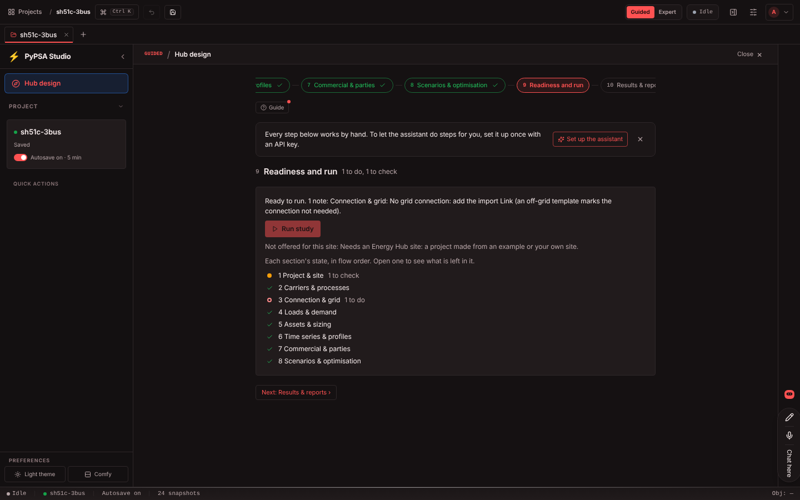 Projects / sh51c-3bus ⌘ Ctrl K
Guided Expert
Idle
A
sh51c-3bus × +
PyPSA Studio
Hub design
PROJECT
sh51c-3bus
Saved
Autosave on · 5 min
QUICK ACTIONS
GUIDED / Hub design
Close ×
ofiles ✓
7 Commercial & parties ✓
8 Scenarios & optimisation ✓
9 Readiness and run
10 Results & repo
Guide
Every step below works by hand. To let the assistant do steps for you, set it up once with
an API key.
Set up the assistant
9 Readiness and run 1 to do, 1 to check
Ready to run. 1 note: Connection & grid: No grid connection: add the import Link (an off-grid template marks the
connection not needed).
Run study
Not offered for this site: Needs an Energy Hub site: a project made from an example or your own site.
Each section's state, in flow order. Open one to see what is left in it.
1 Project & site 1 to check
✓ 2 Carriers & processes
3 Connection & grid 1 to do
✓ 4 Loads & demand
✓ 5 Assets & sizing
✓ 6 Time series & profiles
✓ 7 Commercial & parties
✓ 8 Scenarios & optimisation
Next: Results & reports ›
Chat here
PREFERENCES
Light theme
Comfy
Idle
sh51c-3bus
Autosave on
24 snapshots
Obj: —